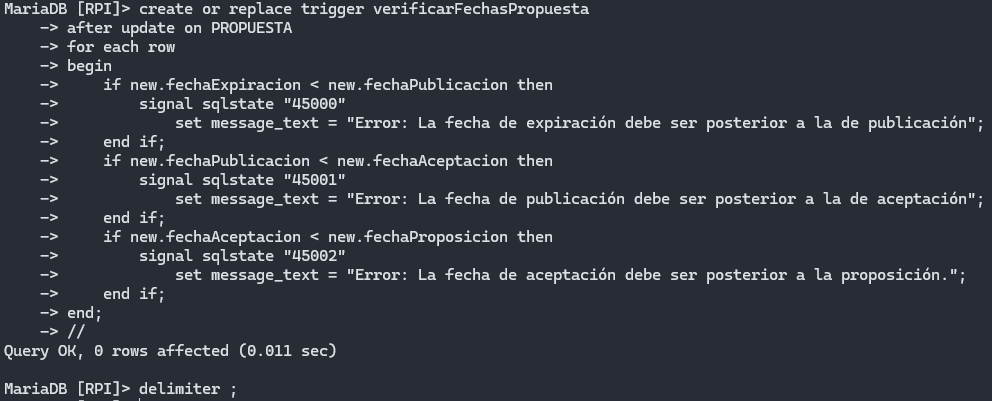 MariaDB [RPI]> create or replace trigger verificarFechasPropuesta
    -> after update on PROPUESTA
    -> for each row
    -> begin
    ->     if new.fechaExpiracion < new.fechaPublicacion then
    ->         signal sqlstate "45000"
    ->             set message_text = "Error: La fecha de expiración debe ser posterior a la de publicación";
    ->     end if;
    ->     if new.fechaPublicacion < new.fechaAceptacion then
    ->         signal sqlstate "45001"
    ->             set message_text = "Error: La fecha de publicación debe ser posterior a la de aceptación";
    ->     end if;
    ->     if new.fechaAceptacion < new.fechaProposicion then
    ->         signal sqlstate "45002"
    ->             set message_text = "Error: La fecha de aceptación debe ser posterior a la proposición.";
    ->     end if;
    -> end;
    -> //
Query OK, 0 rows affected (0.011 sec)

MariaDB [RPI]> delimiter ;